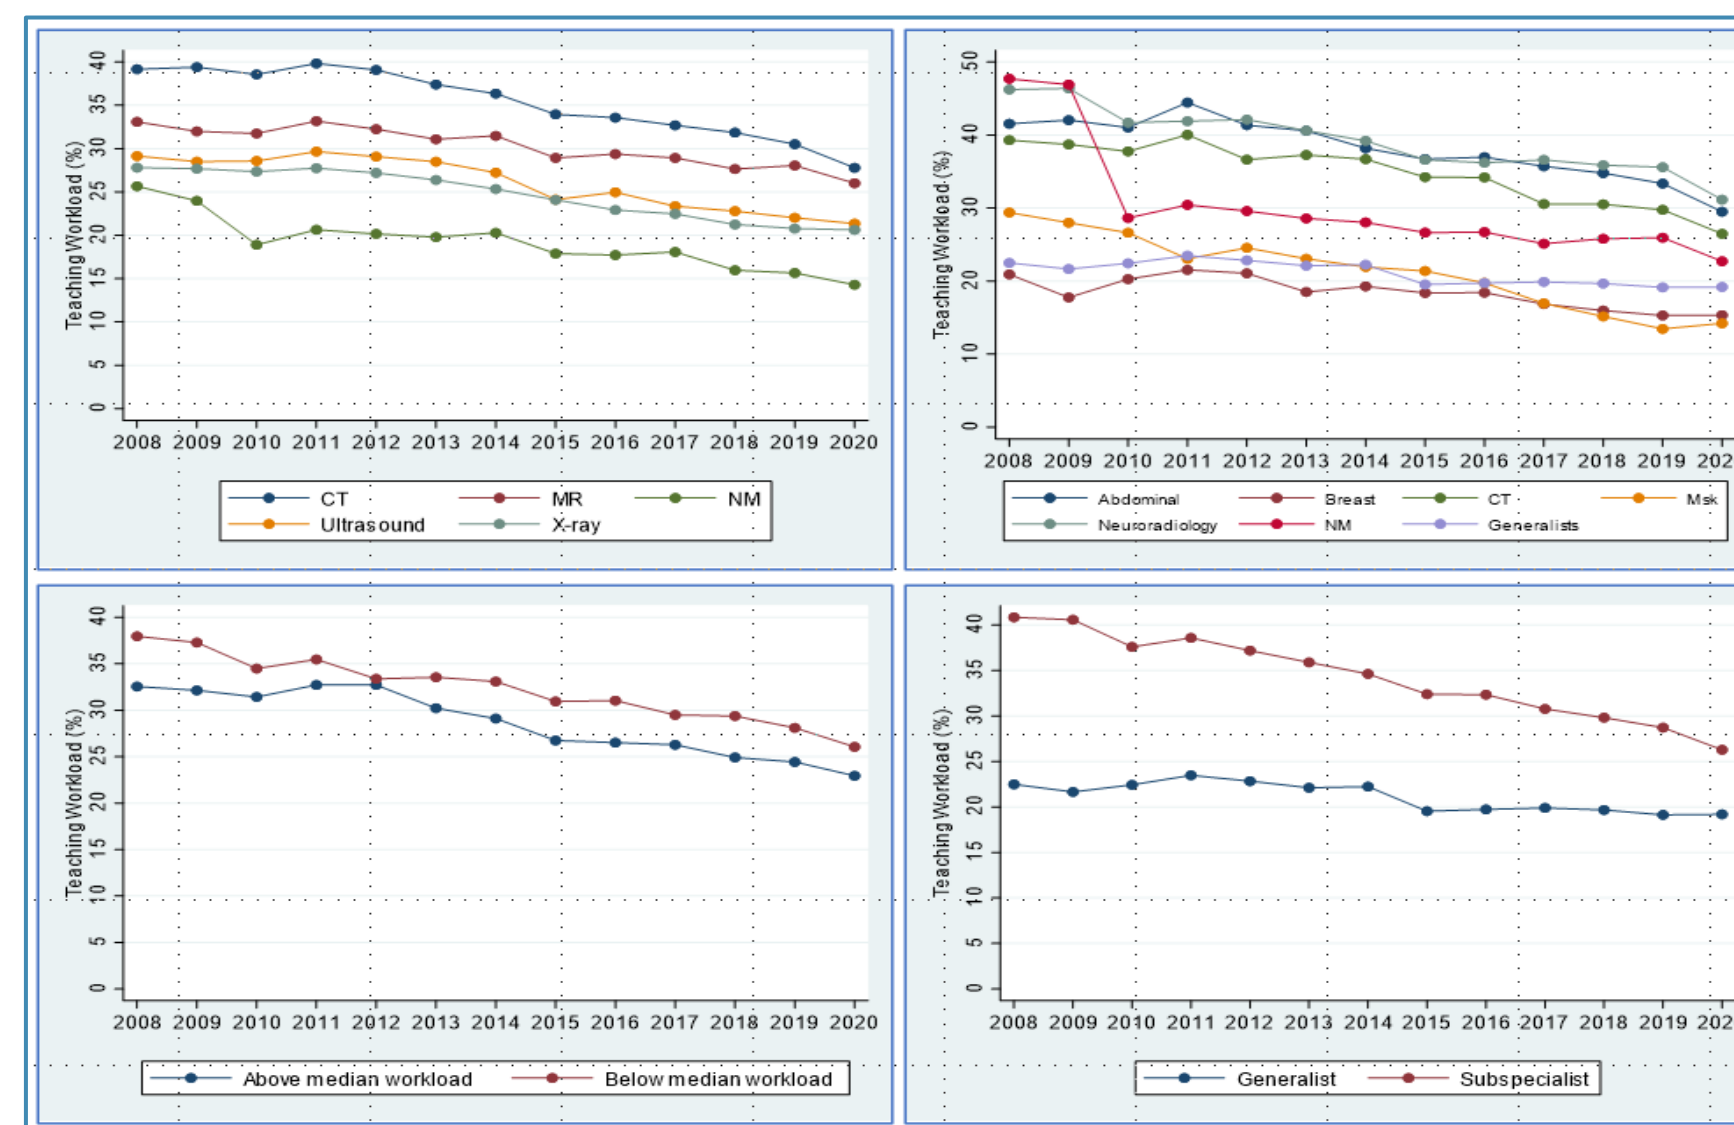 Teaching Workload (%)
40
35
30
25
20
15
10
5
0
2008 2009 2010 2011 2012 2013 2014 2015 2016 2017 2018 2019 2020
CT MR NM
Ultrasound X-ray
Teaching Workload (%)
50
40
30
20
10
0
2008 2009 2010 2011 2012 2013 2014 2015 2016 2017 2018 2019 202
Abdominal Breast CT Msk
Neuroradiology NM Generalists
Teaching Workload (%)
40
35
30
25
20
15
10
5
0
2008 2009 2010 2011 2012 2013 2014 2015 2016 2017 2018 2019 2020
Above median workload Below median workload
Teaching Workload (%)
40
35
30
25
20
15
10
5
0
2008 2009 2010 2011 2012 2013 2014 2015 2016 2017 2018 2019 202
Generalist Subspecialist